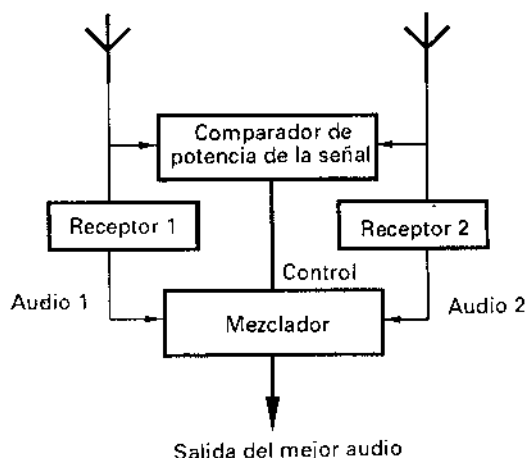 Comparador de
potencia de la señal
Receptor 1
Receptor 2
Control
Audio 1
Audio 2
Mezclador
Salida del mejor audio